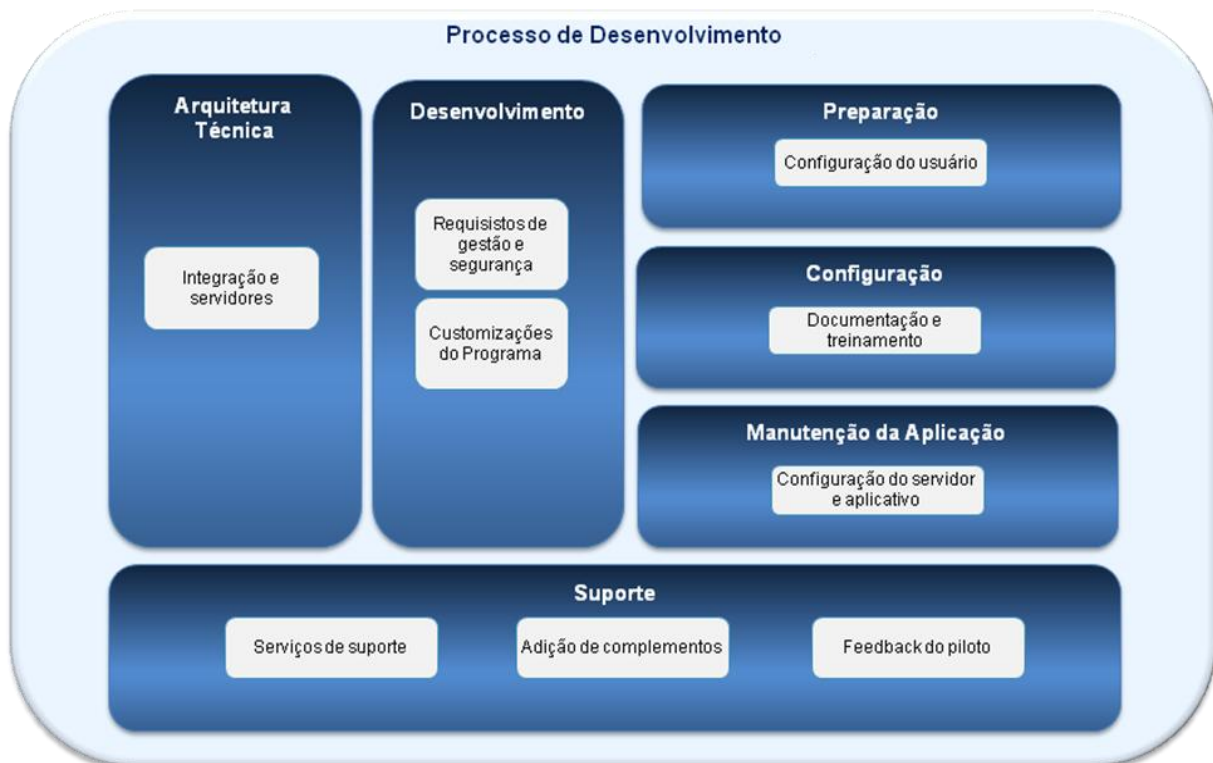 Processo de Desenvolvimento
Arquitetura
Técnica
Integração e
servidores
Desenvolvimento
Requisistos de
gestão e
segurança
Customizações
do Programa
Preparação
Configuração do usuário
Configuração
Documentação e
treinamento
Manutenção da Aplicação
Configuração do servidor
e aplicativo
Suporte
Serviços de suporte
Adição de complementos
Feedback do piloto